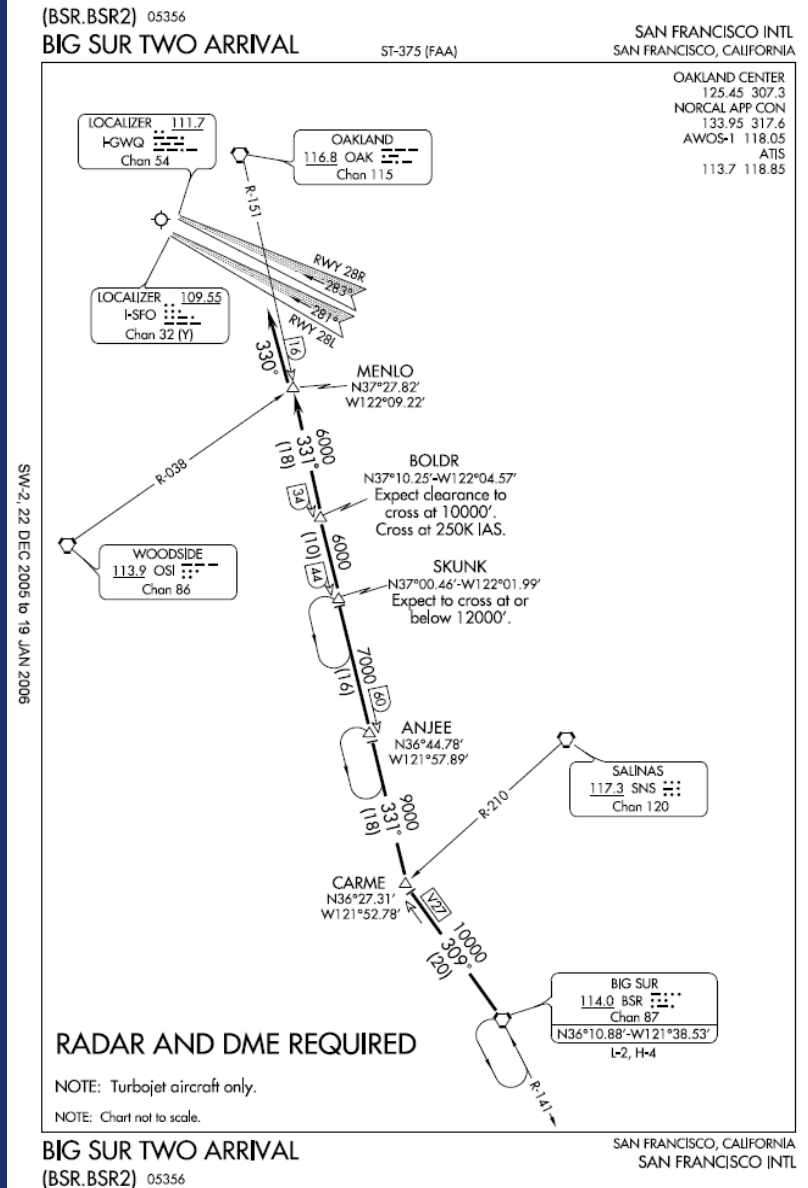 (BSR.BSR2) 05356
BIG SUR TWO ARRIVAL
ST-375 (FAA)
SAN FRANCISCO INTL
SAN FRANCISCO, CALIFORNIA
OAKLAND CENTER
125.45 307.3
NORCAL APP CON
133.95 317.6
AWOS-1 118.05
ATIS
113.7 118.85
LOCALIZER 111.7
I-GWQ
Chan 54
OAKLAND
116.8 OAK
Chan 115
R-151
RWY 28R
283°
281°
RWY 28L
LOCALIZER 109.55
I-SFO
Chan 32 (Y)
330°
16
MENLO
N37°27.82'
W122°09.22'
R-038
6000
331°
(18)
34
BOLDR
N37°10.25'-W122°04.57'
Expect clearance to
cross at 10000'.
Cross at 250K IAS.
WOODSIDE
113.9 OSI
Chan 86
6000
(10)
44
SKUNK
N37°00.46'-W122°01.99'
Expect to cross at or
below 12000'.
7000
(16)
60
ANJEE
N36°44.78'
W121°57.89'
SALINAS
117.3 SNS
Chan 120
R-210
9000
331°
(18)
CARME
N36°27.31'
W121°52.78'
V27
10000
309°
(20)
BIG SUR
114.0 BSR
Chan 87
N36°10.88'-W121°38.53'
L-2, H-4
R-141
RADAR AND DME REQUIRED
NOTE: Turbojet aircraft only.
NOTE: Chart not to scale.
SW-2, 22 DEC 2005 to 19 JAN 2006
BIG SUR TWO ARRIVAL
(BSR.BSR2) 05356
SAN FRANCISCO, CALIFORNIA
SAN FRANCISCO INTL